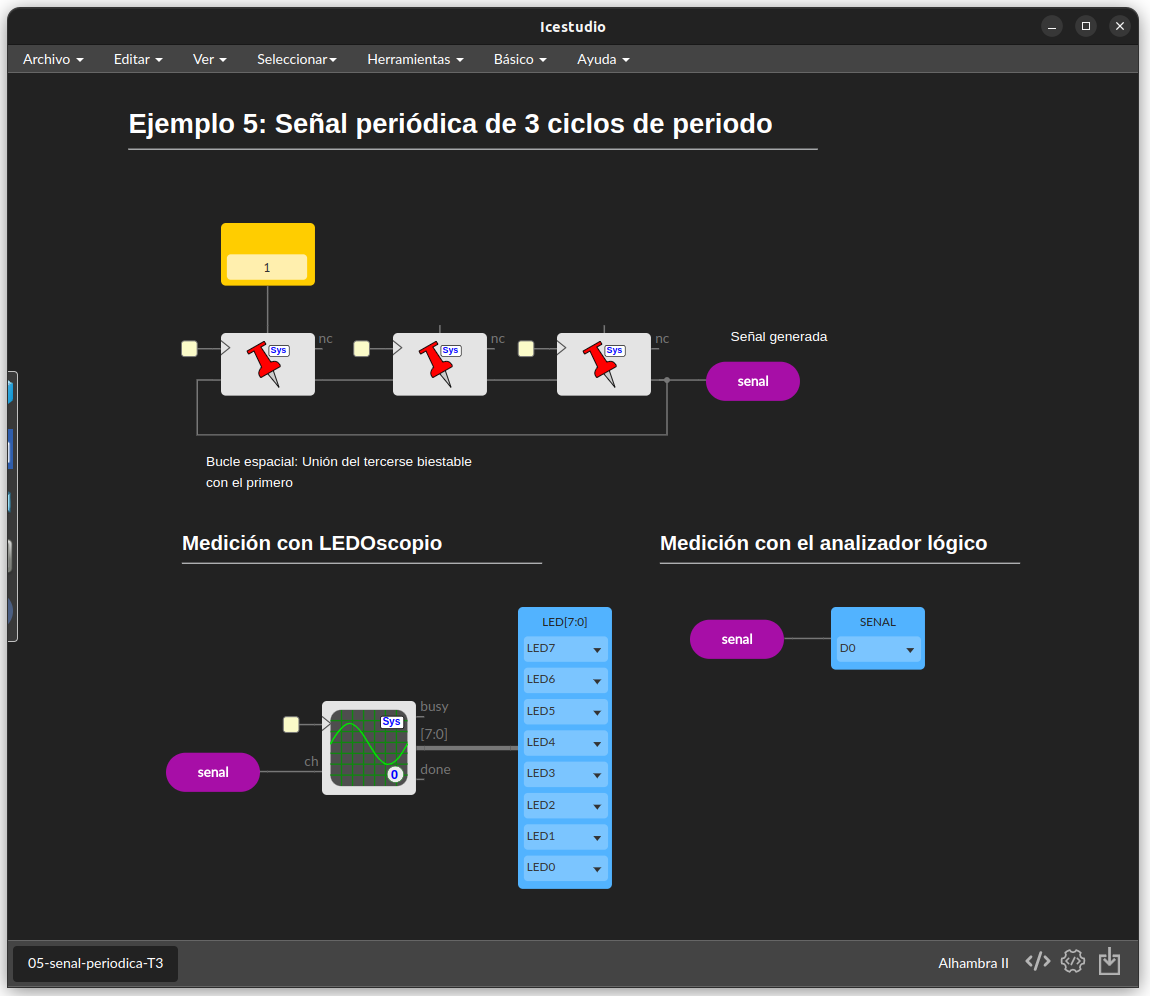 Icestudio
Archivo Editar Ver Seleccionar Herramientas Básico Ayuda
Ejemplo 5: Señal periódica de 3 ciclos de periodo
1
nc nc nc
Sys Sys Sys
Señal generada
senal
Bucle espacial: Unión del tercerse biestable
con el primero
Medición con LEDOscopio
Medición con el analizador lógico
LED[7:0]
LED7
LED6
LED5
LED4
LED3
LED2
LED1
LED0
senal
SENAL
D0
busy
Sys
[7:0]
ch
done
0
senal
05-senal-periodica-T3
Alhambra II